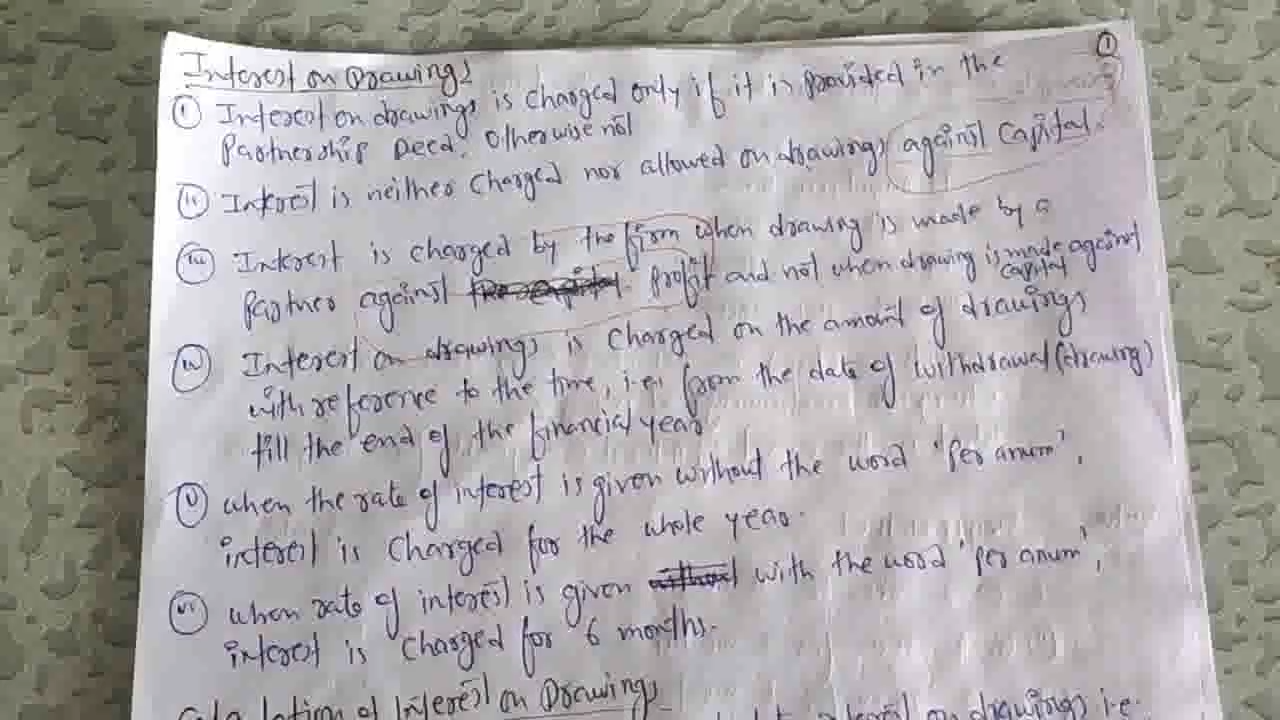 ①
Interest on Drawings
(i) Interest on drawings is charged only if it is provided in the
Partnership Deed. Otherwise not
(ii) Interest is neither charged nor allowed on drawings against Capital.
(iii) Interest is charged by the firm when drawing is made by a
Partner against Profit and not when drawing is made against
capital
(iv) Interest on drawings is charged on the amount of drawings
with reference to the time, i.e. from the date of withdrawal (drawing)
till the end of the financial year.
(v) when the rate of interest is given without the word 'per anum',
interest is charged for the whole year.
(vi) when rate of interest is given with the word 'per anum',
interest is charged for 6 months.
Calculation of Interest on Drawings
interest on drawings i.e.